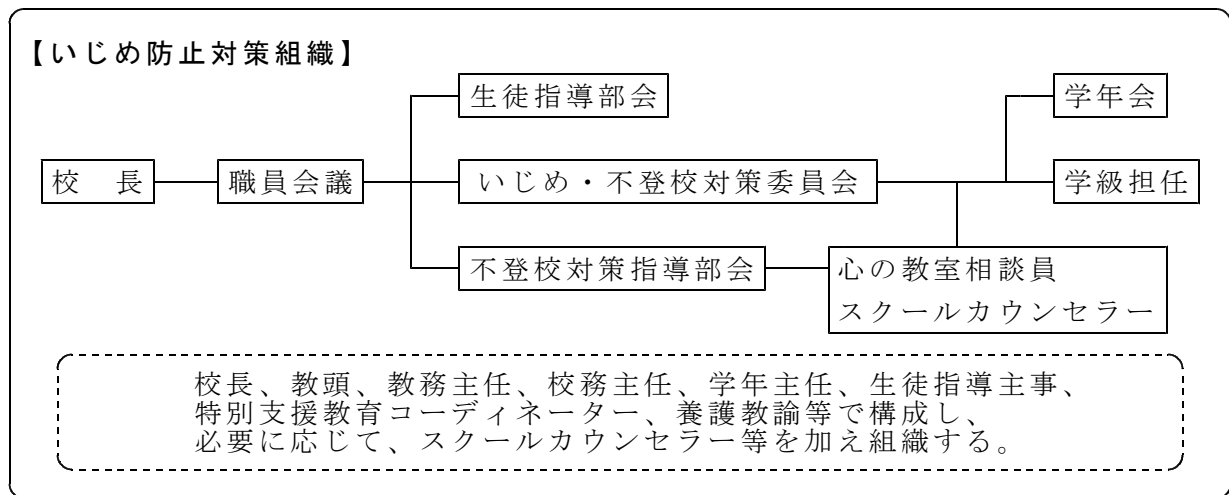 【いじめ防止対策組織】
生徒指導部会
学年会
校　長
職員会議
いじめ・不登校対策委員会
学級担任
不登校対策指導部会
心の教室相談員
スクールカウンセラー
校長、教頭、教務主任、校務主任、学年主任、生徒指導主事、
特別支援教育コーディネーター、養護教諭等で構成し、
必要に応じて、スクールカウンセラー等を加え組織する。